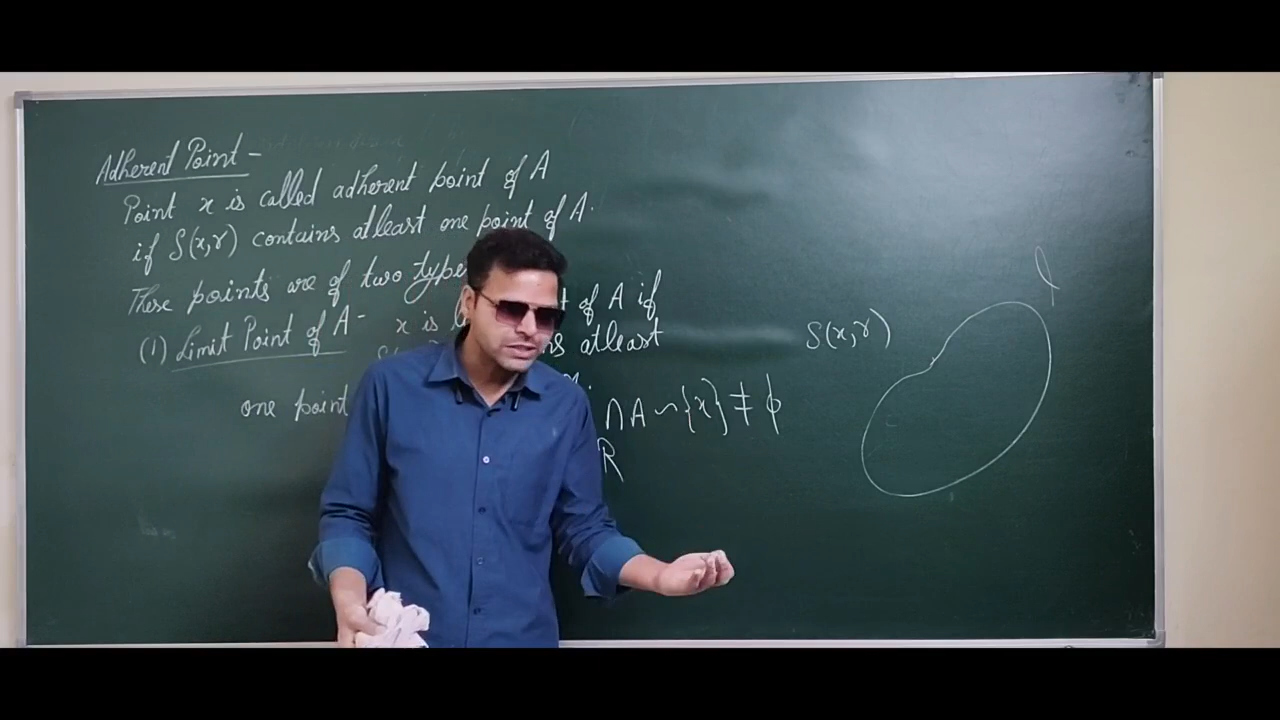 Adherent Point -
Point x is called adherent point of A
if S(x,r) contains atleast one point of A.
These points are of two type
(1) Limit Point of A - x is of A if
atleast
one point
∩A ~ {x} ≠ ϕ
R
S(x,r)